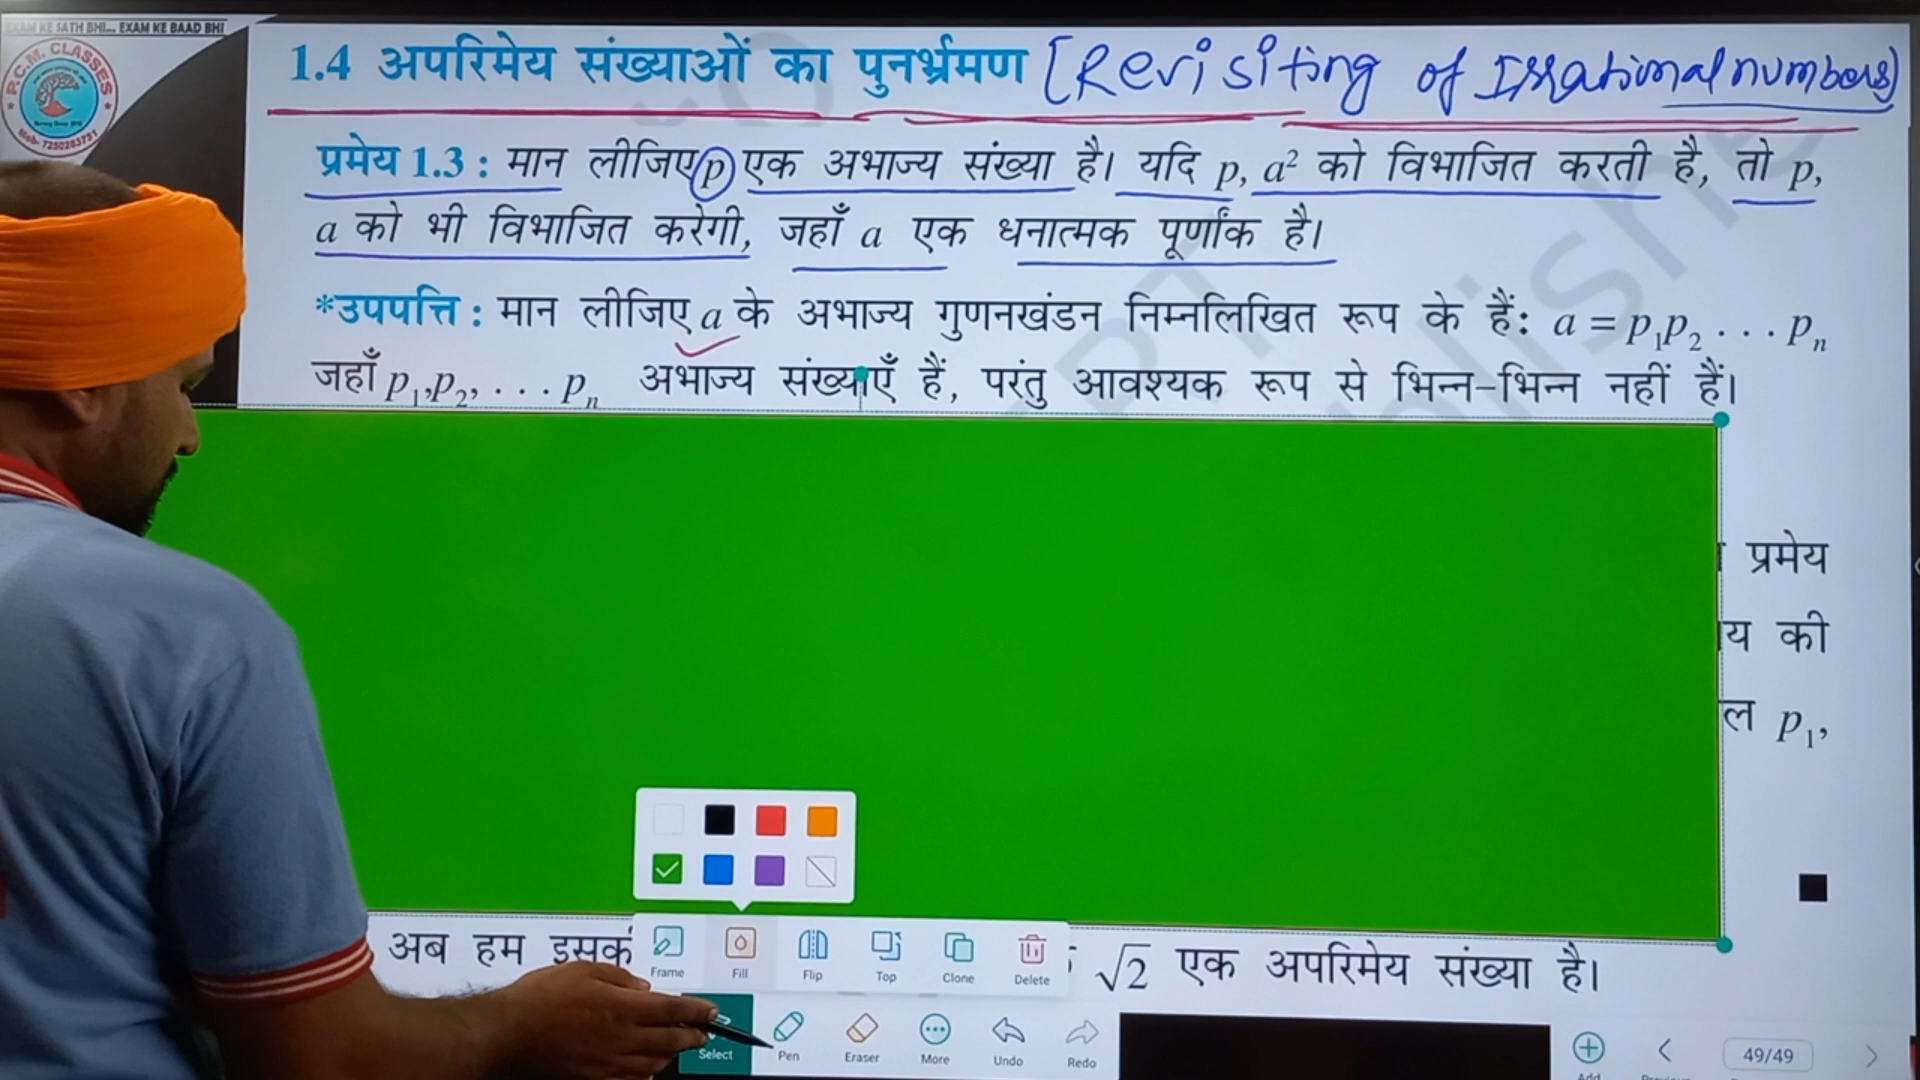 EXAM KE SATH BHI... EXAM KE BAAD BHI
P.C.M. CLASSES
Mob- 7250283731
1.4 अपरिमेय संख्याओं का पुनर्भ्रमण [Revisiting of Irrational numbers]
प्रमेय 1.3 : मान लीजिए p एक अभाज्य संख्या है। यदि p, a² को विभाजित करती है, तो p,
a को भी विभाजित करेगी, जहाँ a एक धनात्मक पूर्णांक है।
*उपपत्ति : मान लीजिए a के अभाज्य गुणनखंडन निम्नलिखित रूप के हैं: a = p₁p₂ . . . pₙ
जहाँ p₁,p₂, . . . pₙ अभाज्य संख्याएँ हैं, परंतु आवश्यक रूप से भिन्न-भिन्न नहीं हैं।
प्रमेय
य की
ल p₁,
अब हम इसकी
√2 एक अपरिमेय संख्या है।
Frame Fill Flip Top Clone Delete
Select Pen Eraser More Undo Redo
49/49